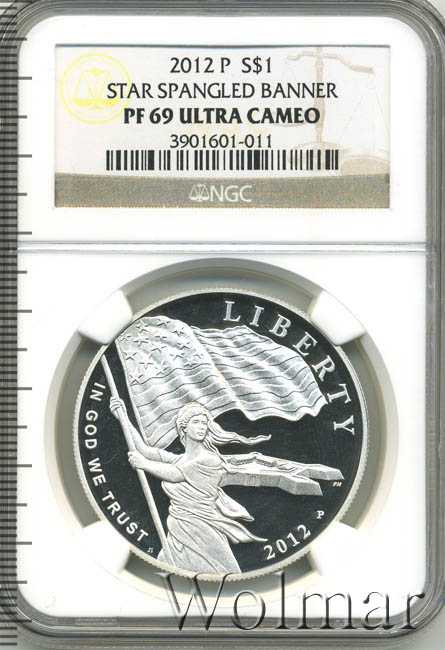 2012 P S$1
STAR SPANGLED BANNER
PF 69 ULTRA CAMEO
3901601-011
NGC
LIBERTY
IN GOD WE TRUST
2012
P
Wolmar